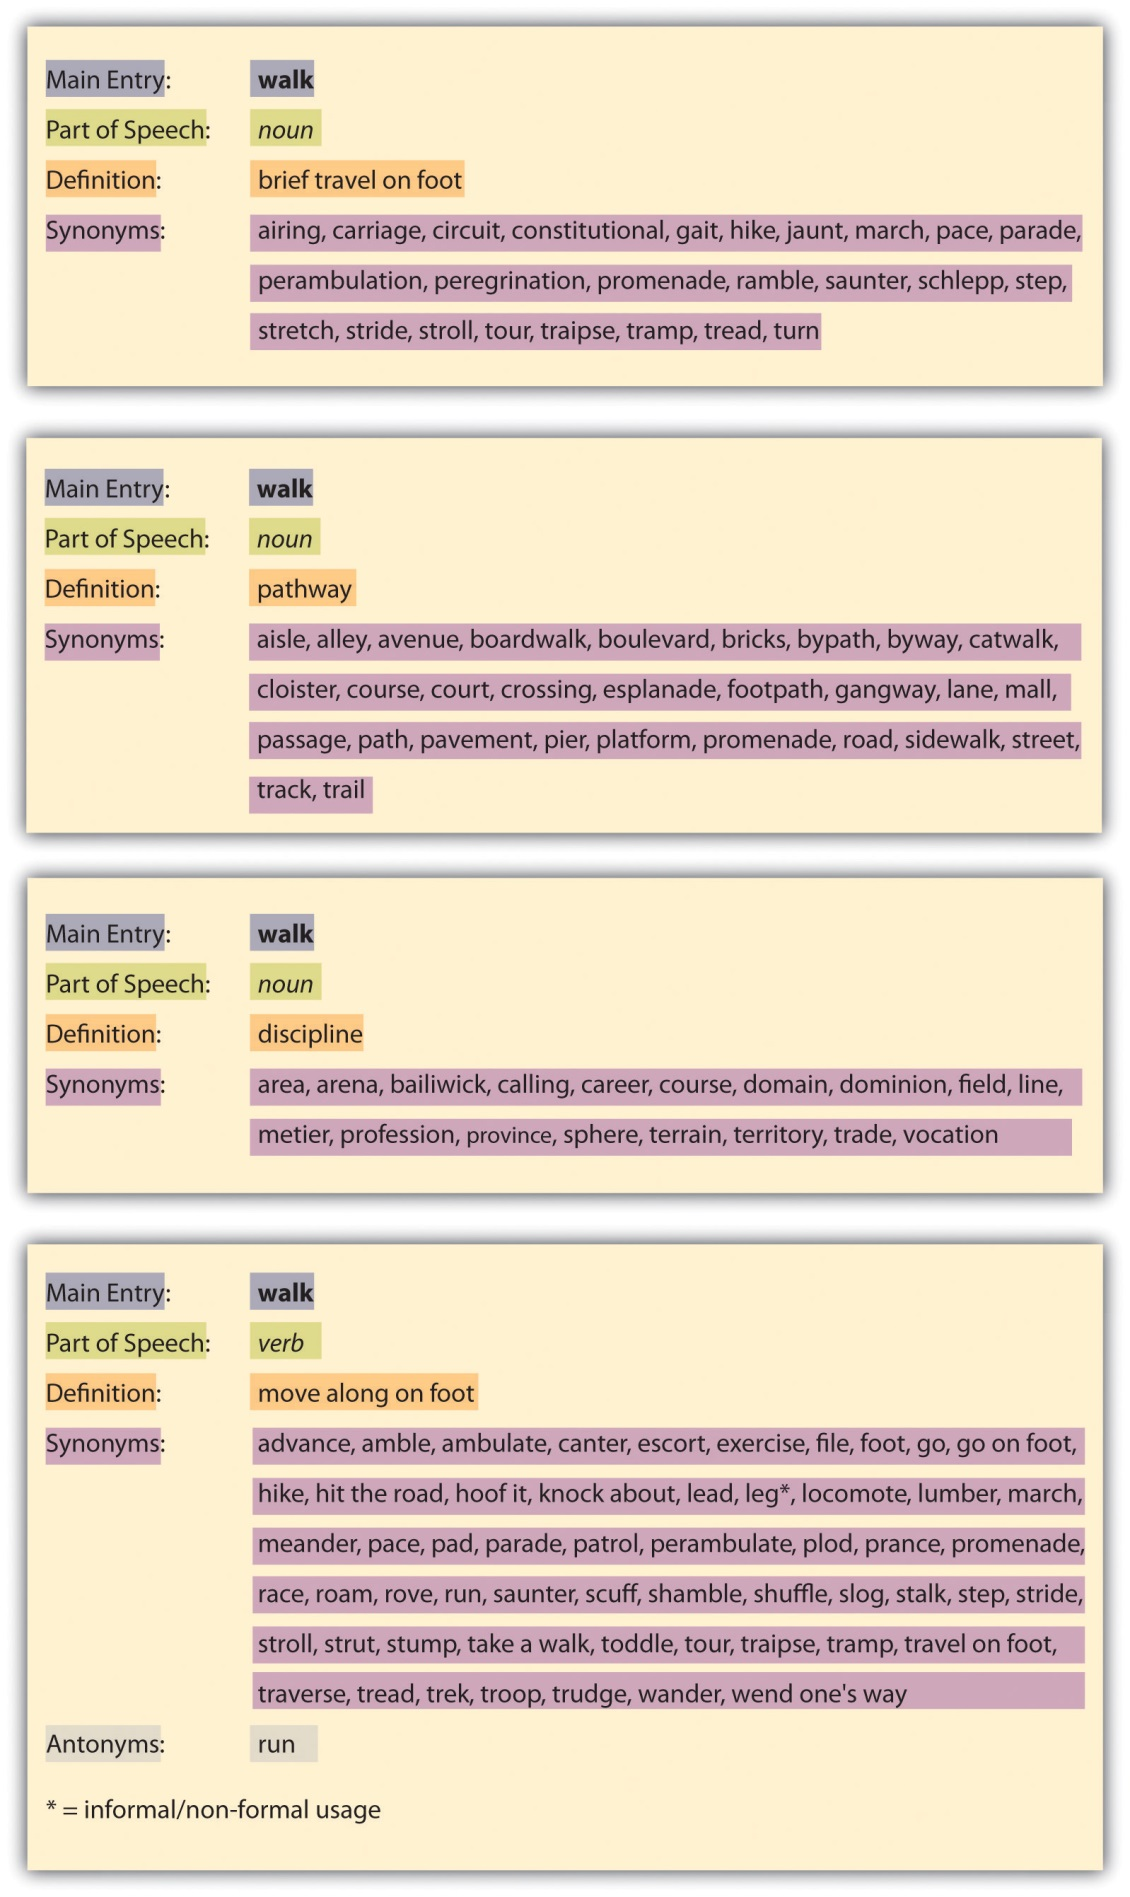 Main Entry: walk
Part of Speech: noun
Definition: brief travel on foot
Synonyms: airing, carriage, circuit, constitutional, gait, hike, jaunt, march, pace, parade,
perambulation, peregrination, promenade, ramble, saunter, schlepp, step,
stretch, stride, stroll, tour, traipse, tramp, tread, turn
Main Entry: walk
Part of Speech: noun
Definition: pathway
Synonyms: aisle, alley, avenue, boardwalk, boulevard, bricks, bypath, byway, catwalk,
cloister, course, court, crossing, esplanade, footpath, gangway, lane, mall,
passage, path, pavement, pier, platform, promenade, road, sidewalk, street,
track, trail
Main Entry: walk
Part of Speech: noun
Definition: discipline
Synonyms: area, arena, bailiwick, calling, career, course, domain, dominion, field, line,
metier, profession, province, sphere, terrain, territory, trade, vocation
Main Entry: walk
Part of Speech: verb
Definition: move along on foot
Synonyms: advance, amble, ambulate, canter, escort, exercise, file, foot, go, go on foot,
hike, hit the road, hoof it, knock about, lead, leg*, locomote, lumber, march,
meander, pace, pad, parade, patrol, perambulate, plod, prance, promenade,
race, roam, rove, run, saunter, scuff, shamble, shuffle, slog, stalk, step, stride,
stroll, strut, stump, take a walk, toddle, tour, traipse, tramp, travel on foot,
traverse, tread, trek, troop, trudge, wander, wend one's way
Antonyms: run
* = informal/non-formal usage